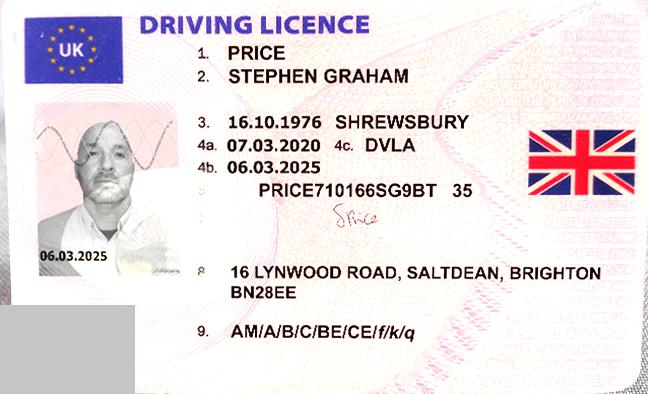 DRIVING LICENCE
UK
1. PRICE
2. STEPHEN GRAHAM
3. 16.10.1976 SHREWSBURY
4a. 07.03.2020 4c. DVLA
4b. 06.03.2025
PRICE710166SG9BT 35
SPrice
06.03.2025
8 16 LYNWOOD ROAD, SALTDEAN, BRIGHTON
BN28EE
9. AM/A/B/C/BE/CE/f/k/q